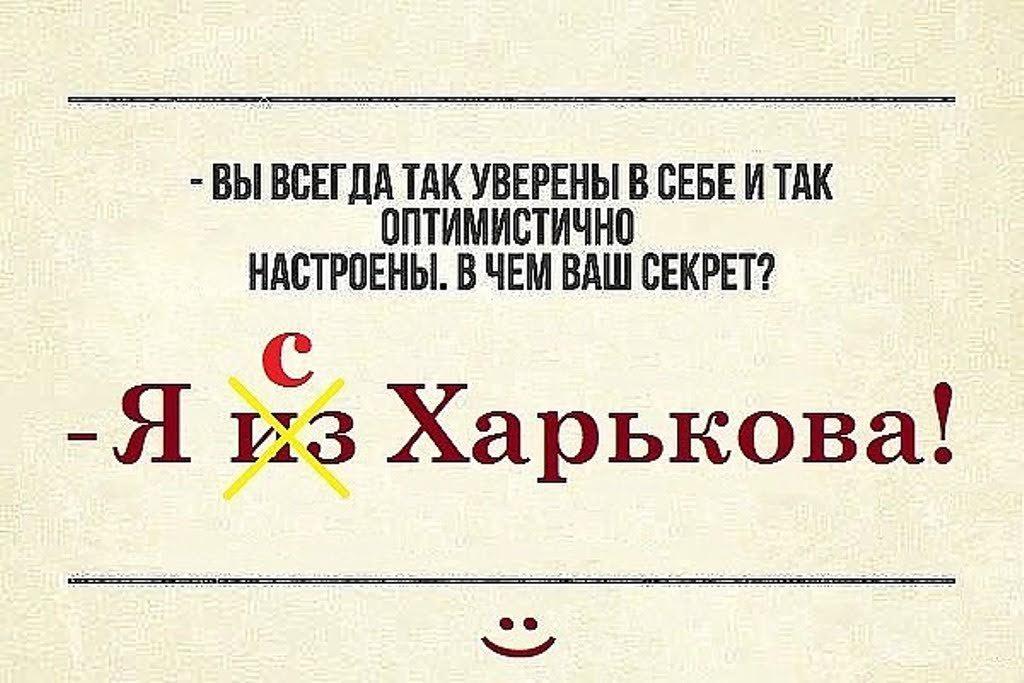 - ВЫ ВСЕГДА ТАК УВЕРЕНЫ В СЕБЕ И ТАК
ОПТИМИСТИЧНО
НАСТРОЕНЫ. В ЧЕМ ВАШ СЕКРЕТ?
с
-Я из Харькова!